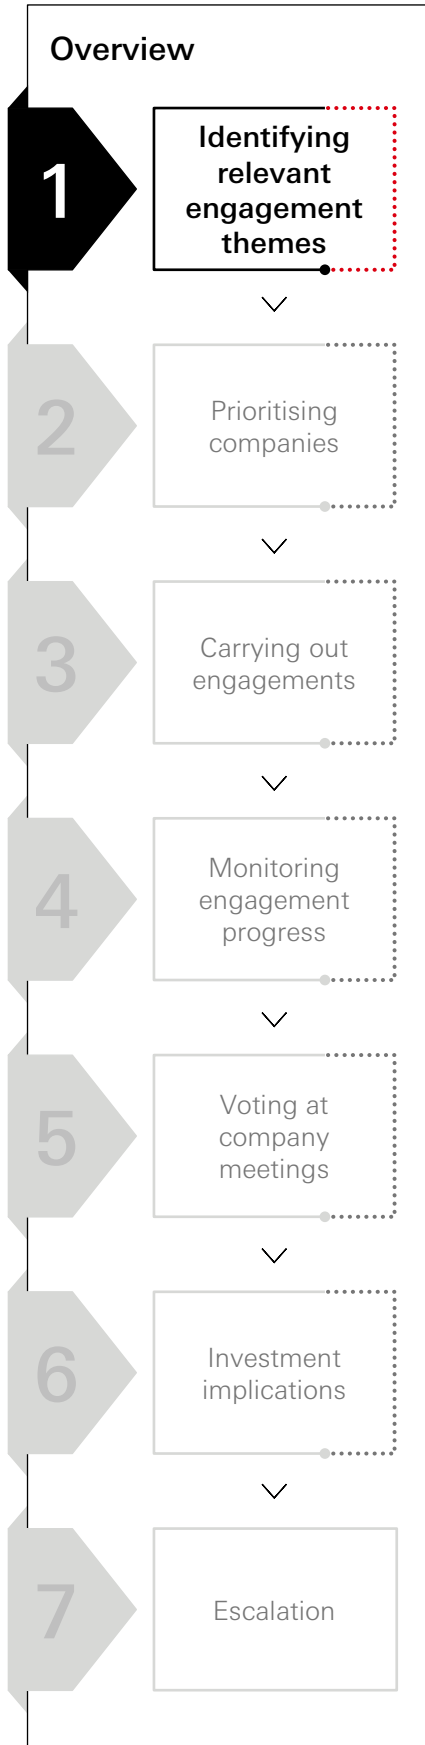 Overview
1
Identifying
relevant
engagement
themes
2
Prioritising
companies
3
Carrying out
engagements
4
Monitoring
engagement
progress
5
Voting at
company
meetings
6
Investment
implications
7
Escalation